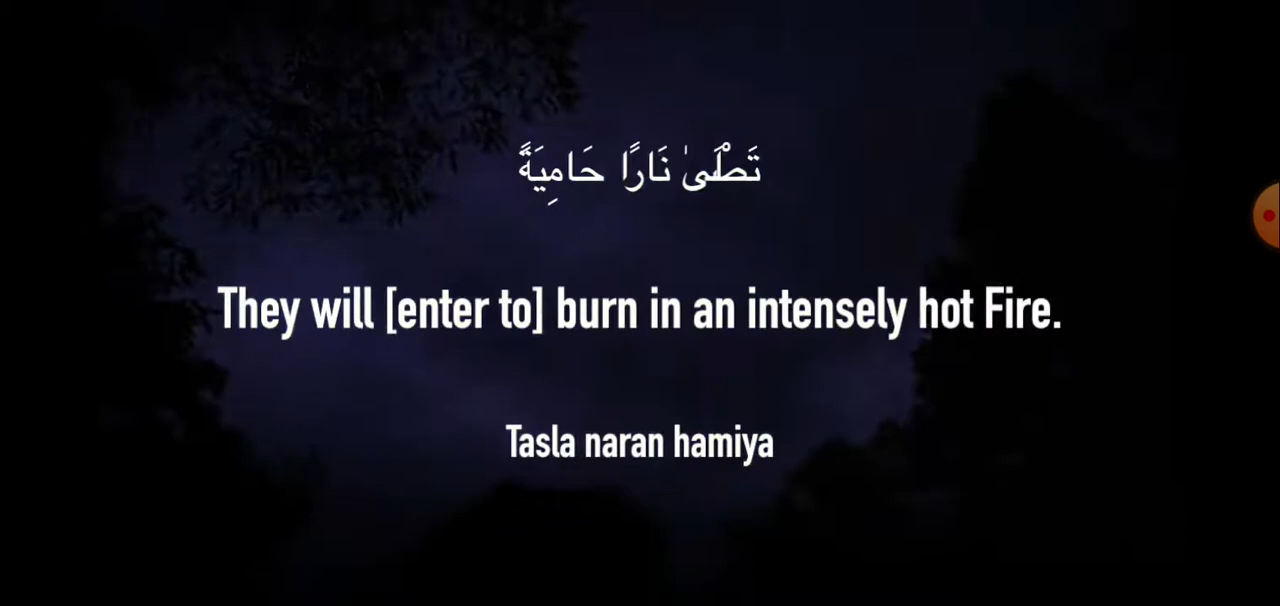 تَصْلَىٰ نَارًا حَامِيَةً
They will [enter to] burn in an intensely hot Fire.
Tasla naran hamiya